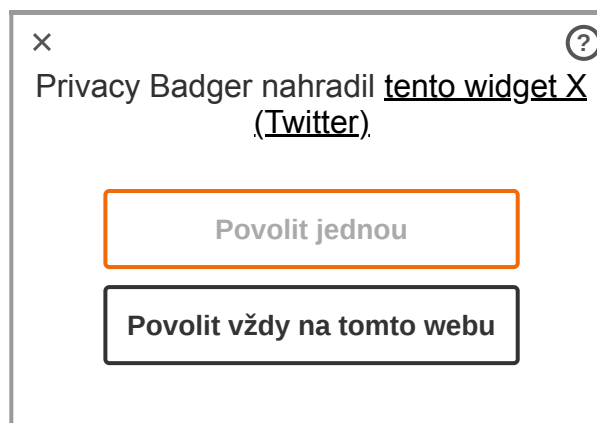 ×
?
Privacy Badger nahradil tento widget X
(Twitter)
Povolit jednou
Povolit vždy na tomto webu